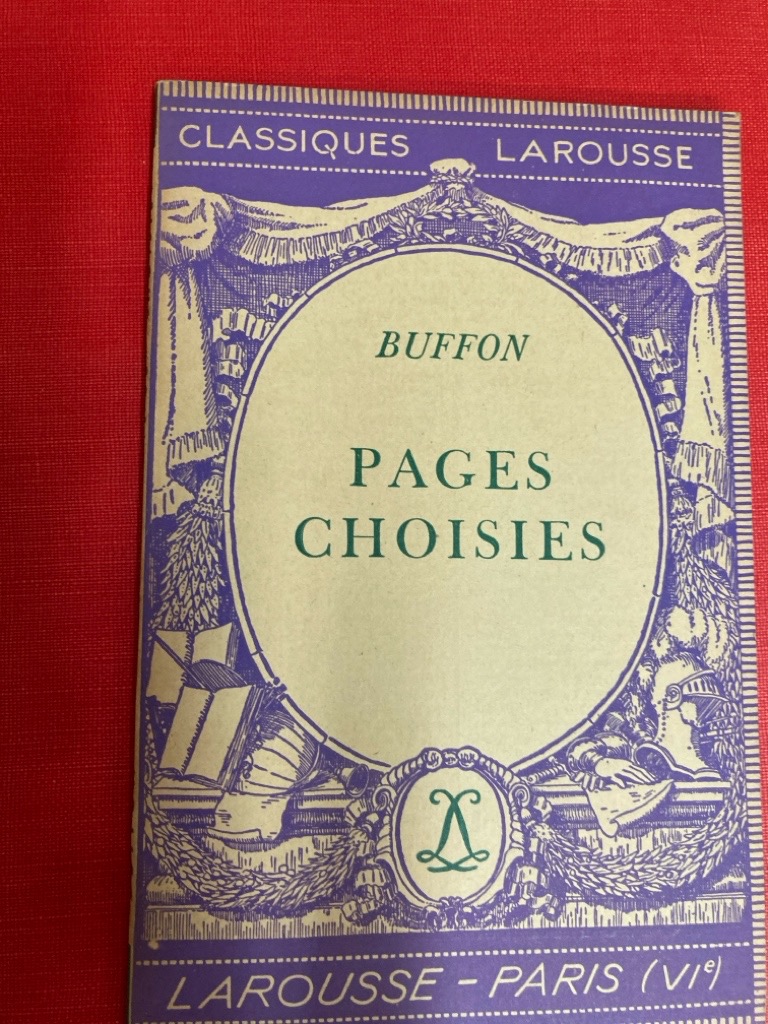 CLASSIQUES LAROUSSE
BUFFON
PAGES
CHOISIES
LAROUSSE - PARIS (VIe)